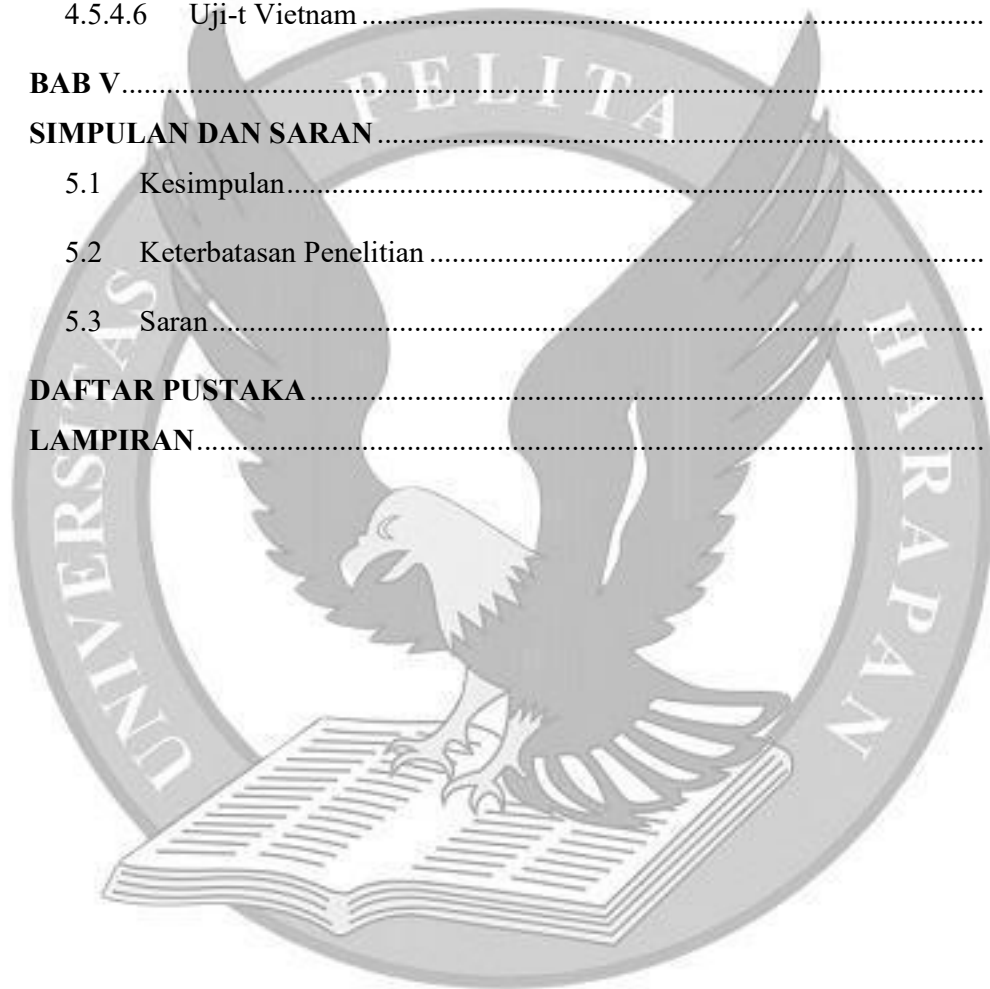 4.5.4.6 Uji-t Vietnam ................................................................
BAB V................................................................
SIMPULAN DAN SARAN ................................................................
5.1 Kesimpulan................................................................
5.2 Keterbatasan Penelitian ................................................................
5.3 Saran ................................................................
DAFTAR PUSTAKA ................................................................
LAMPIRAN................................................................
UNIVERSITAS PELITA HARAPAN